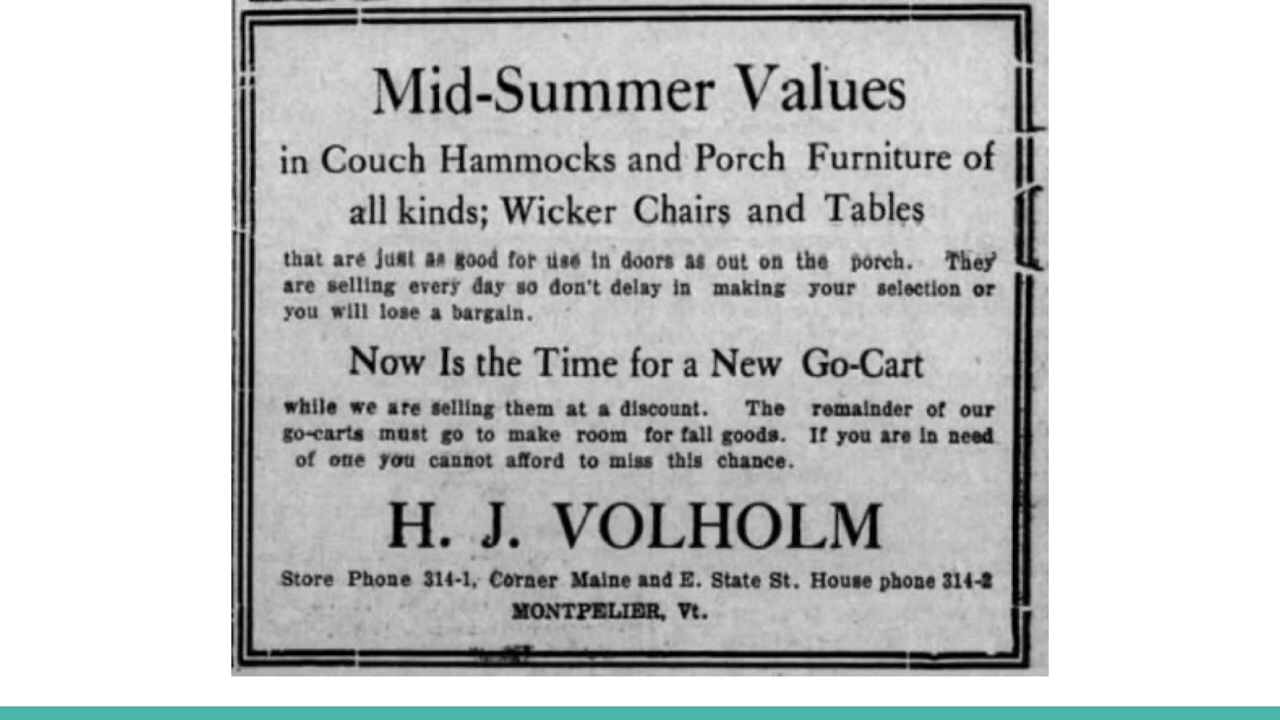 Mid-Summer Values
in Couch Hammocks and Porch Furniture of
all kinds; Wicker Chairs and Tables
that are just as good for use in doors as out on the porch. They
are selling every day so don't delay in making your selection or
you will lose a bargain.
Now Is the Time for a New Go-Cart
while we are selling them at a discount. The remainder of our
go-carts must go to make room for fall goods. If you are in need
of one you cannot afford to miss this chance.
H. J. VOLHOLM
Store Phone 314-1, Corner Maine and E. State St. House phone 314-2
MONTPELIER, Vt.